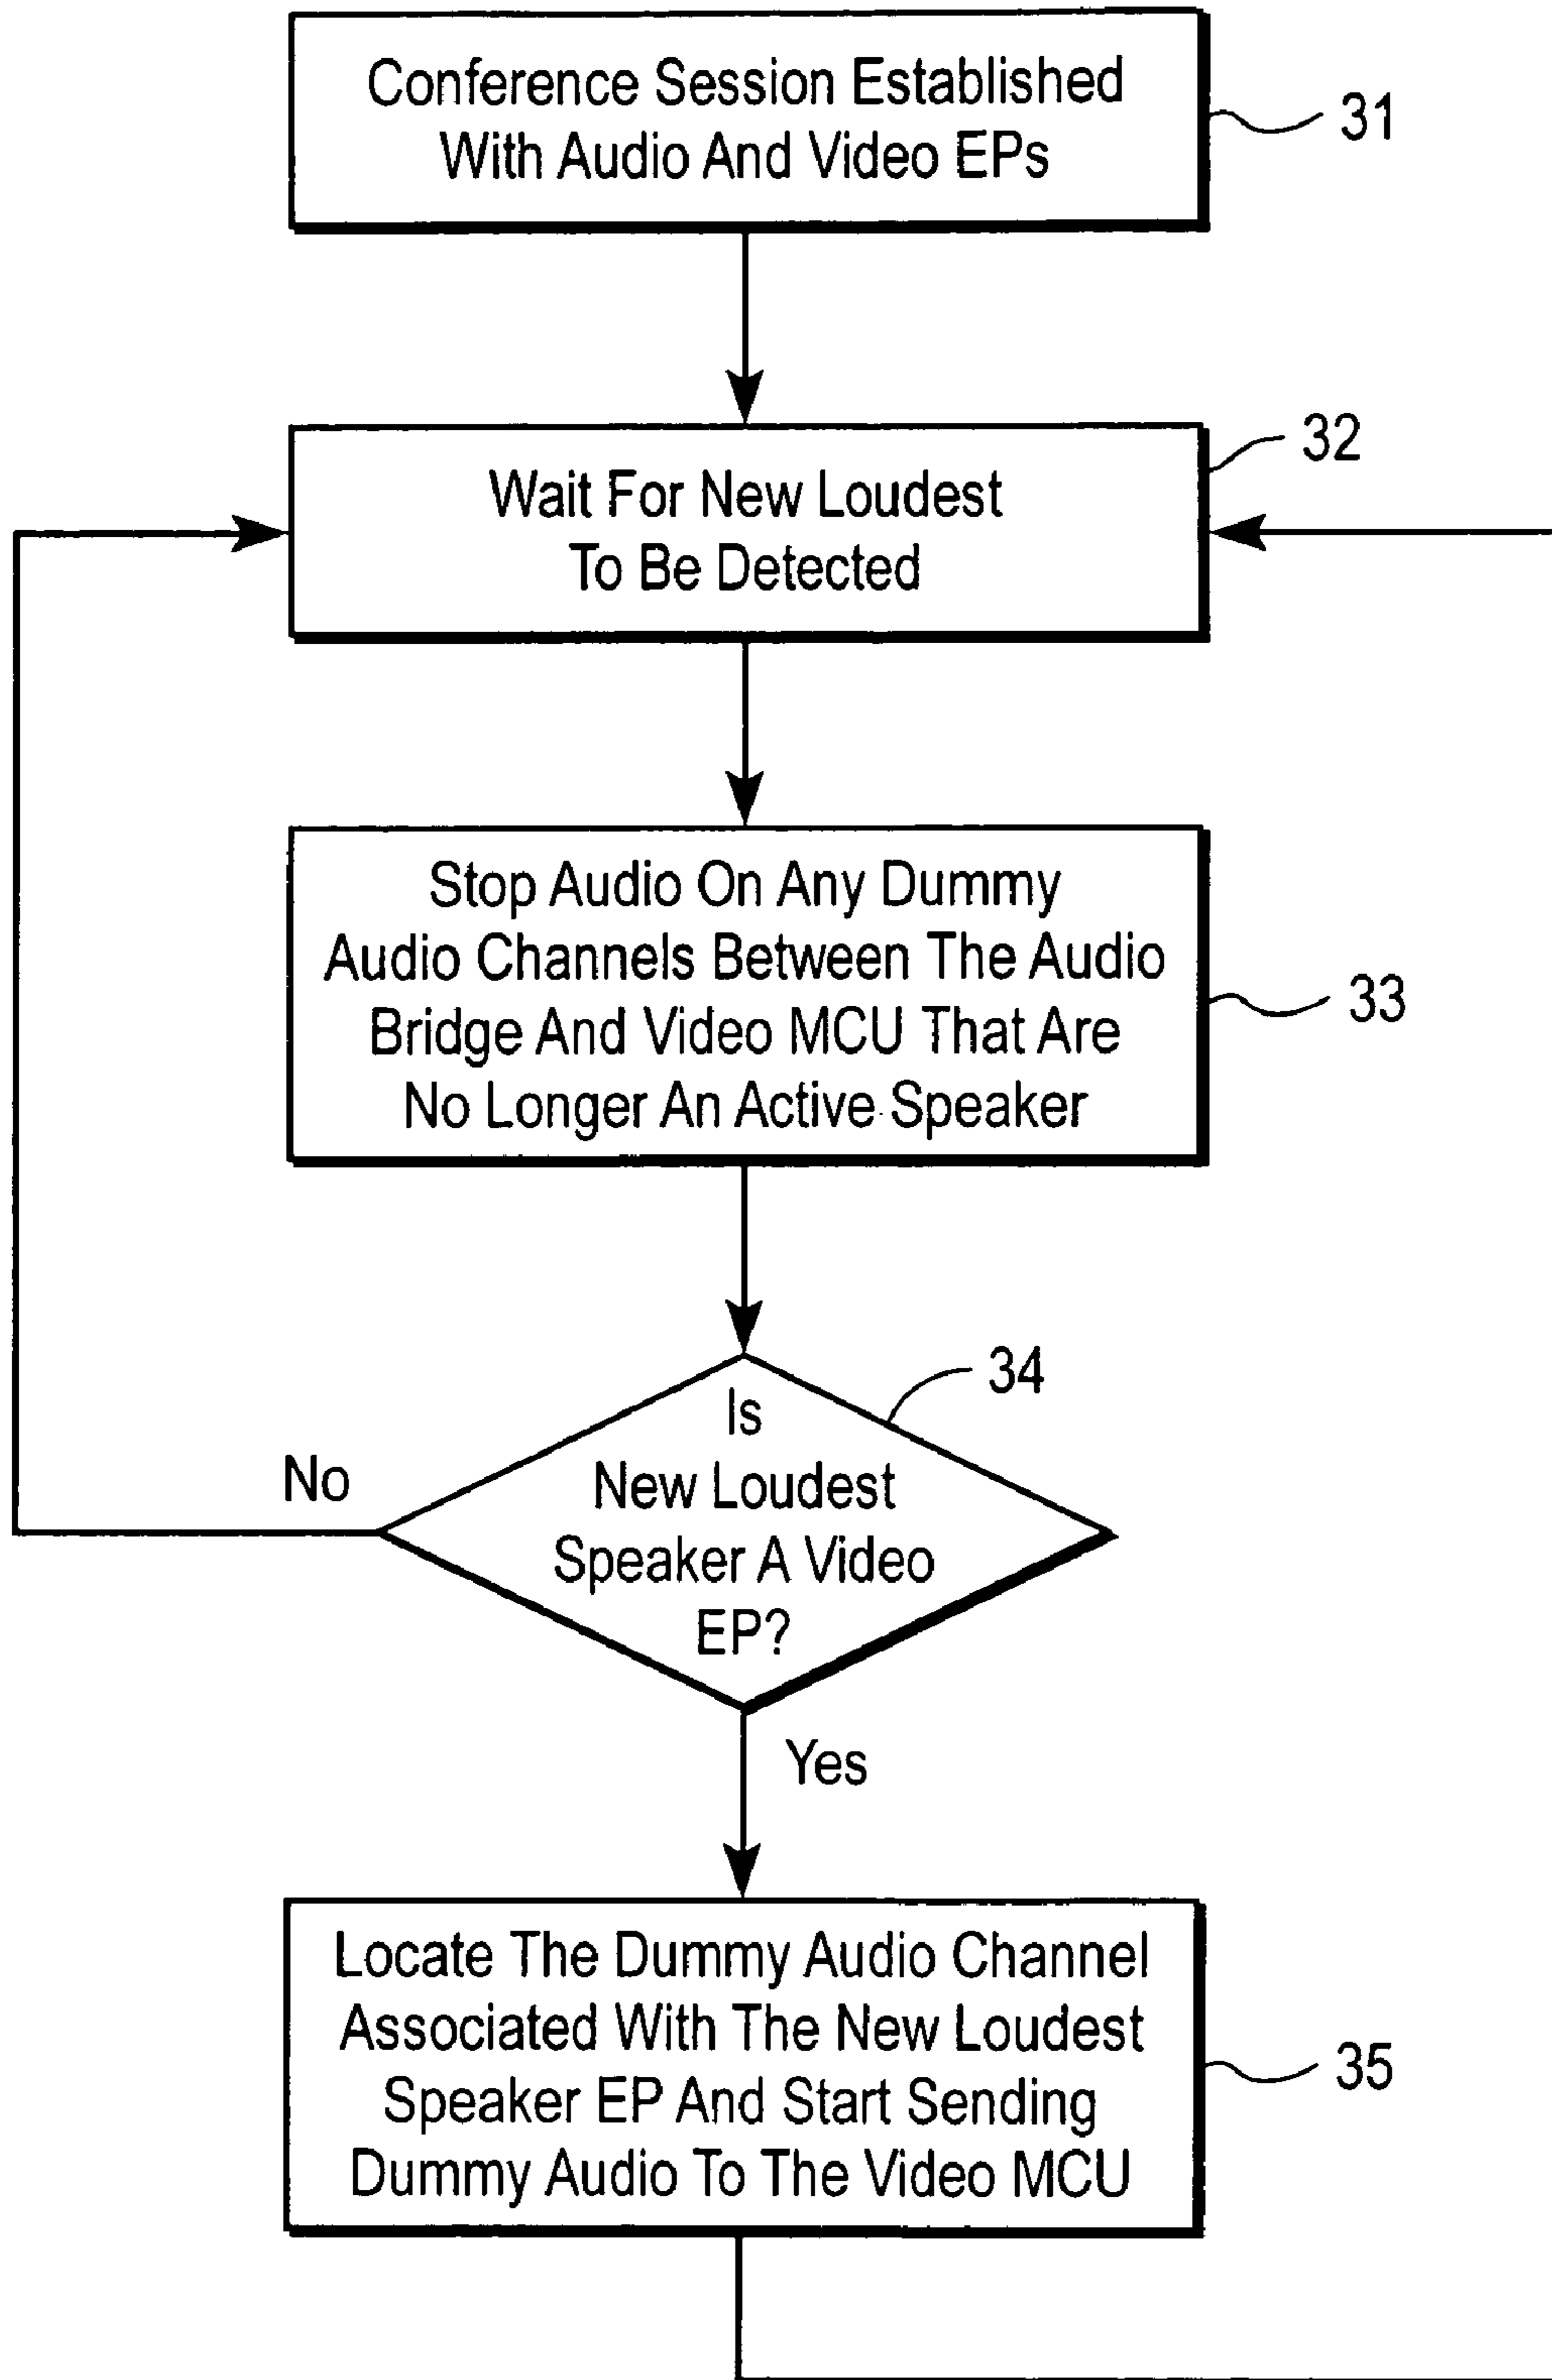 Conference Session Established
With Audio And Video EPs
31
Wait For New Loudest
To Be Detected
32
Stop Audio On Any Dummy
Audio Channels Between The Audio
Bridge And Video MCU That Are
No Longer An Active Speaker
33
Is
New Loudest
Speaker A Video
EP?
34
No
Yes
Locate The Dummy Audio Channel
Associated With The New Loudest
Speaker EP And Start Sending
Dummy Audio To The Video MCU
35